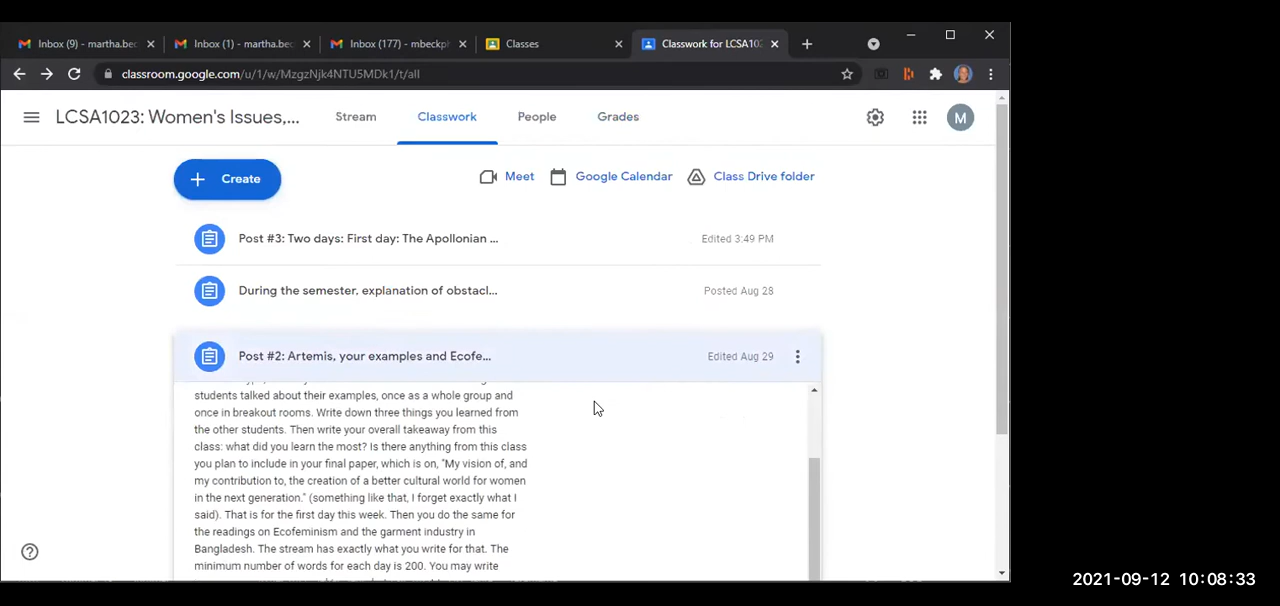 Inbox (9) - martha.bec
Inbox (1) - martha.bec
Inbox (177) - mbeckp
Classes
Classwork for LCSA102
classroom.google.com/u/1/w/MzgzNjk4NTU5MDk1/t/all
LCSA1023: Women's Issues,...
Stream
Classwork
People
Grades
M
Create
Meet
Google Calendar
Class Drive folder
Post #3: Two days: First day: The Apollonian ...
Edited 3:49 PM
During the semester, explanation of obstacl...
Posted Aug 28
Post #2: Artemis, your examples and Ecofe...
Edited Aug 29
students talked about their examples, once as a whole group and
once in breakout rooms. Write down three things you learned from
the other students. Then write your overall takeaway from this
class: what did you learn the most? Is there anything from this class
you plan to include in your final paper, which is on, "My vision of, and
my contribution to, the creation of a better cultural world for women
in the next generation." (something like that, I forget exactly what I
said). That is for the first day this week. Then you do the same for
the readings on Ecofeminism and the garment industry in
Bangladesh. The stream has exactly what you write for that. The
minimum number of words for each day is 200. You may write
2021-09-12 10:08:33